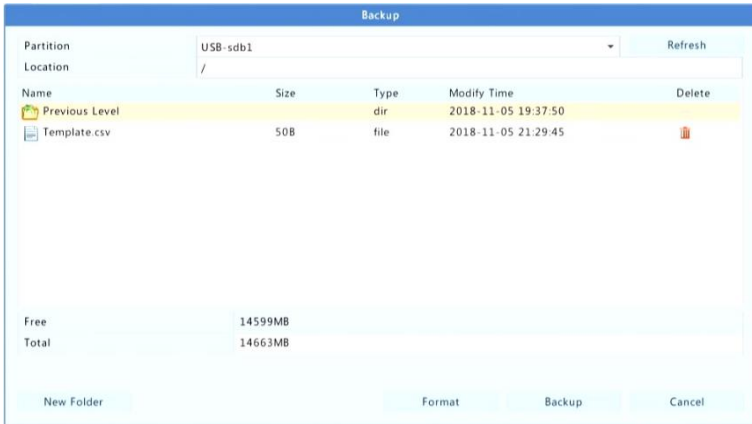 Backup
Partition USB-sdb1 Refresh
Location /
Name Size Type Modify Time Delete
Previous Level dir 2018-11-05 19:37:50
Template.csv 50B file 2018-11-05 21:29:45
Free 14599MB
Total 14663MB
New Folder Format Backup Cancel